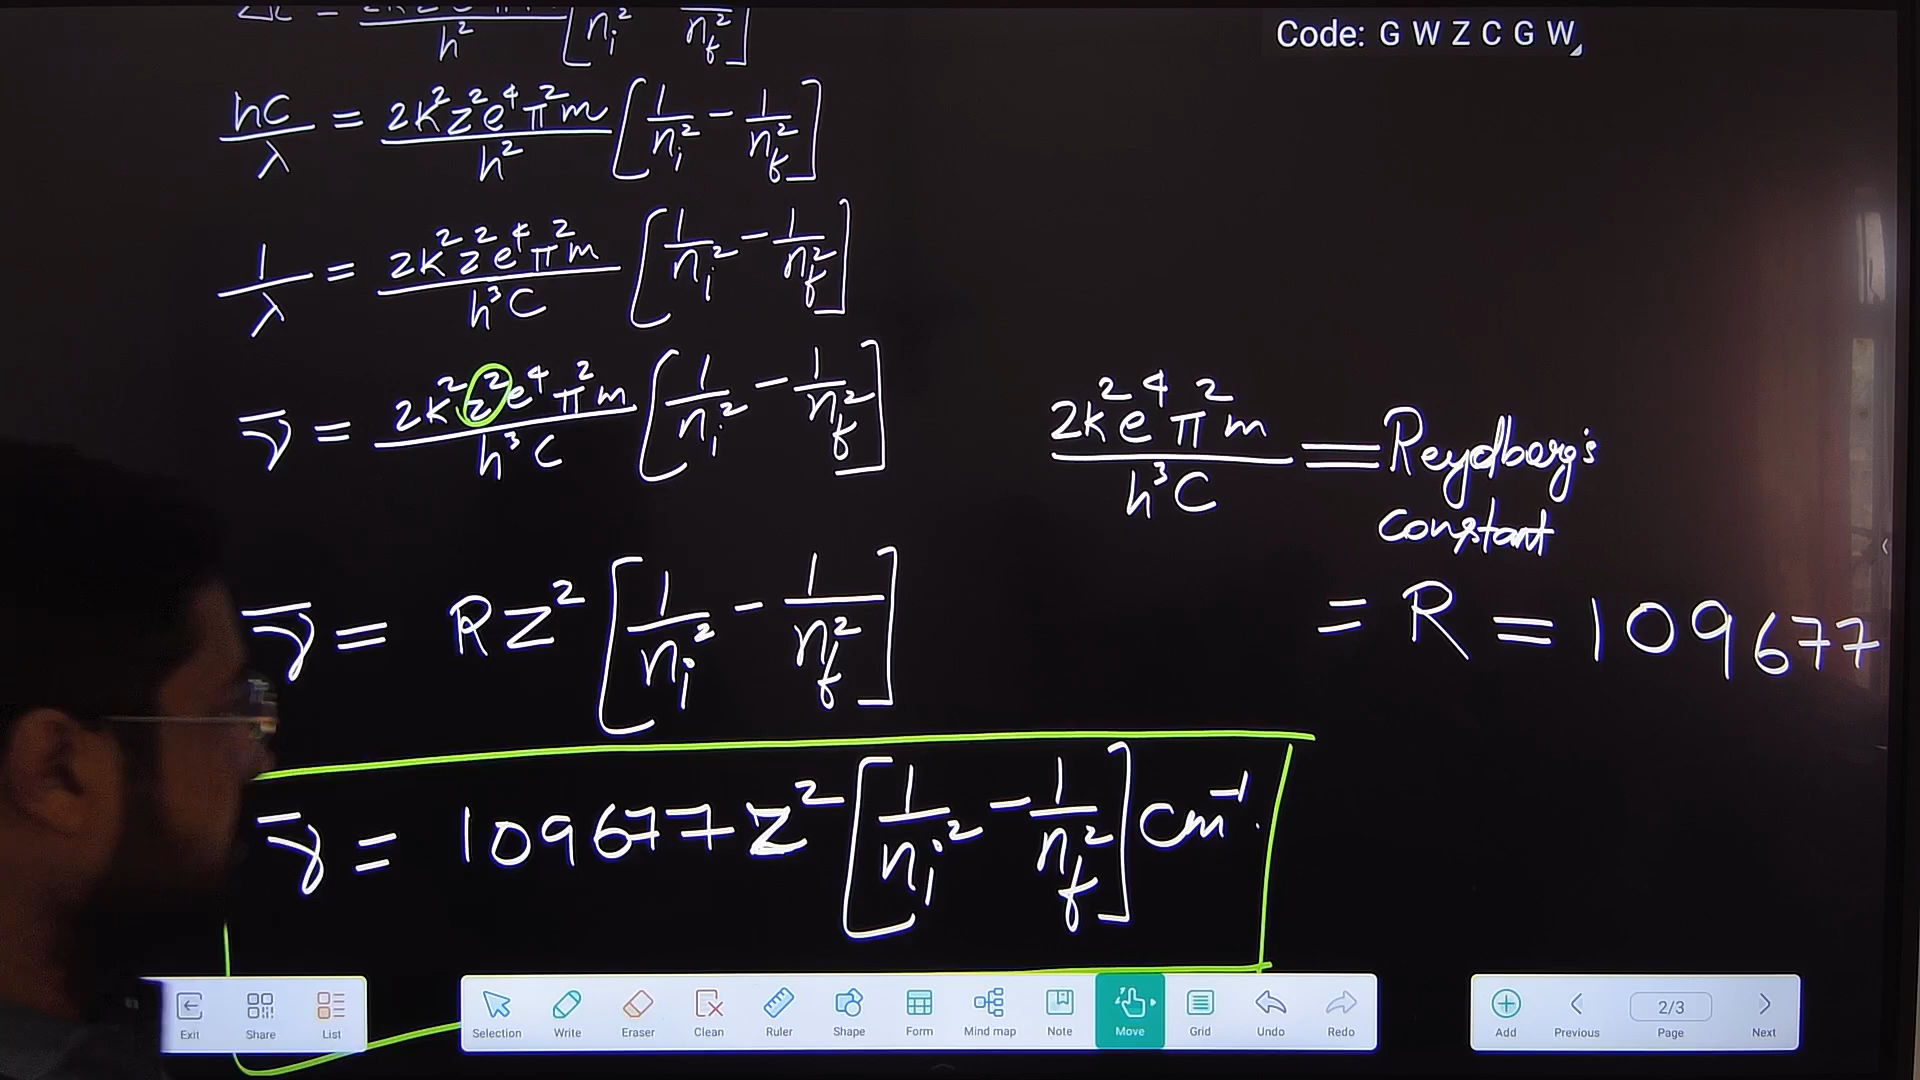 Code: G W Z C G W
hc/λ = 2K²Z²e⁴π²m/h² [1/nᵢ² − 1/n_f²]
1/λ = 2K²Z²e⁴π²m/h³C [1/nᵢ² − 1/n_f²]
ν̅ = 2K²Z²e⁴π²m/h³C [1/nᵢ² − 1/n_f²]
2K²e⁴π²m/h³C = Reydbarg's
constant
= R = 109677
ν̅ = RZ² [1/nᵢ² − 1/n_f²]
ν̅ = 109677 Z² [1/nᵢ² − 1/n_f²] cm⁻¹.
Exit Share List Selection Write Eraser Clean Ruler Shape Form Mind map Note Move Grid Undo Redo Add Previous 2/3 Page Next